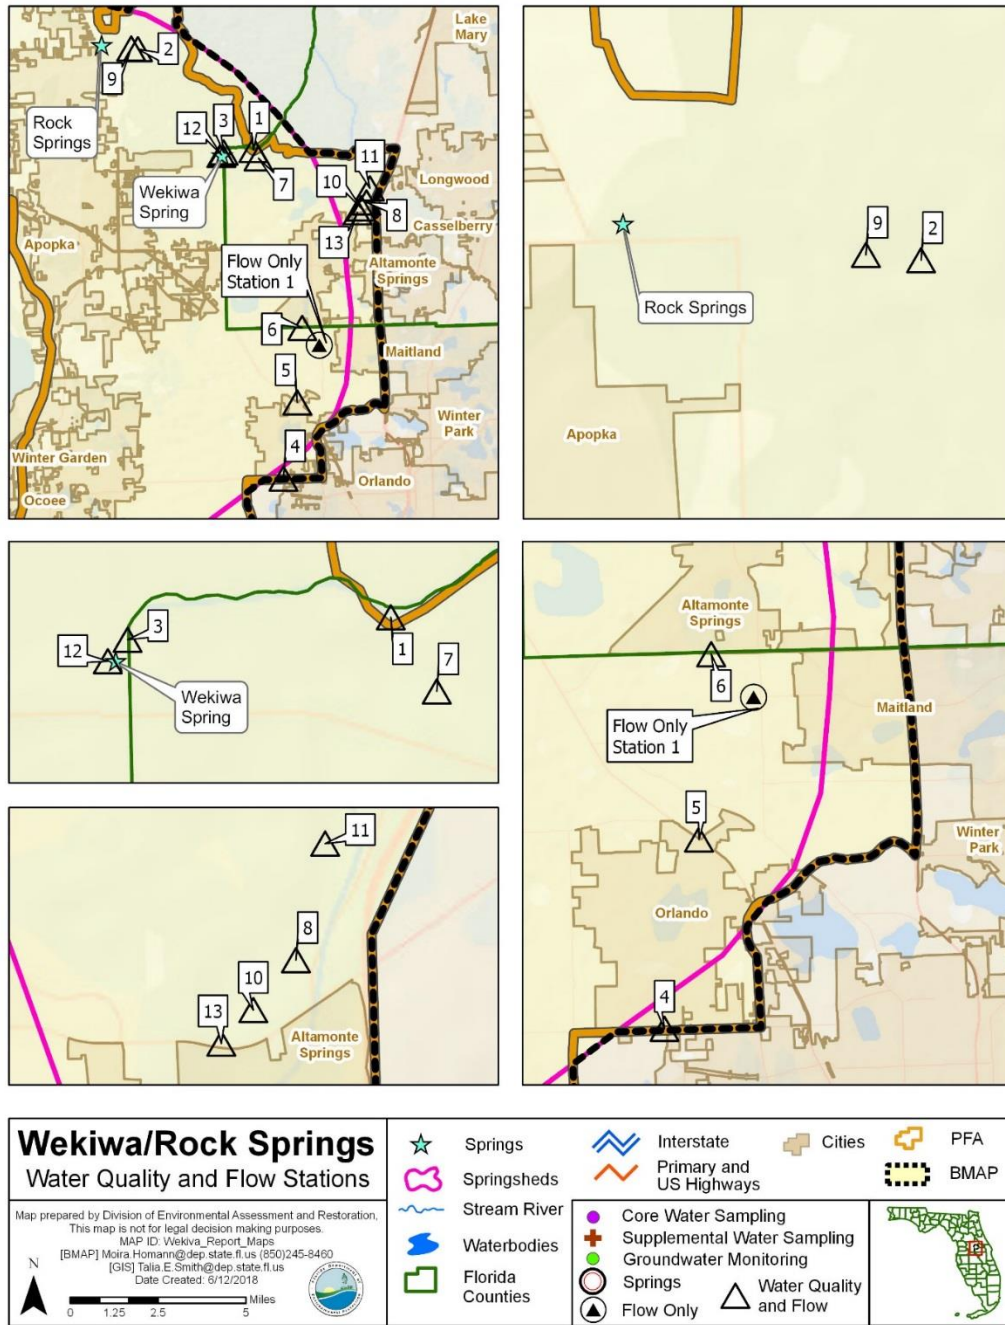 Lake
Mary
2
9
Rock
Springs
12
3
1
7
Wekiwa
Spring
11
10
8
13
Longwood
Casselberry
Apopka
Altamonte
Springs
Flow Only
Station 1
6
Maitland
5
Winter
Park
4
Winter Garden
Orlando
Ocoee
9
2
Rock Springs
Apopka
3
12
1
7
Wekiwa
Spring
11
8
10
13
Altamonte
Springs
Altamonte
Springs
6
Flow Only
Station 1
Maitland
5
Winter
Park
Orlando
4
Wekiwa/Rock Springs
Water Quality and Flow Stations
Map prepared by Division of Environmental Assessment and Restoration,
This map is not for legal decision making purposes.
MAP ID: Wekiva_Report_Maps
[BMAP] Moira.Homann@dep.state.fl.us (850)245-8460
[GIS] Talia.E.Smith@dep.state.fl.us
Date Created: 6/12/2018
N
Miles
0 1.25 2.5 5
Springs
Springsheds
Stream River
Waterbodies
Florida
Counties
Interstate
Primary and
US Highways
Cities
PFA
BMAP
Core Water Sampling
Supplemental Water Sampling
Groundwater Monitoring
Springs
Flow Only
Water Quality
and Flow